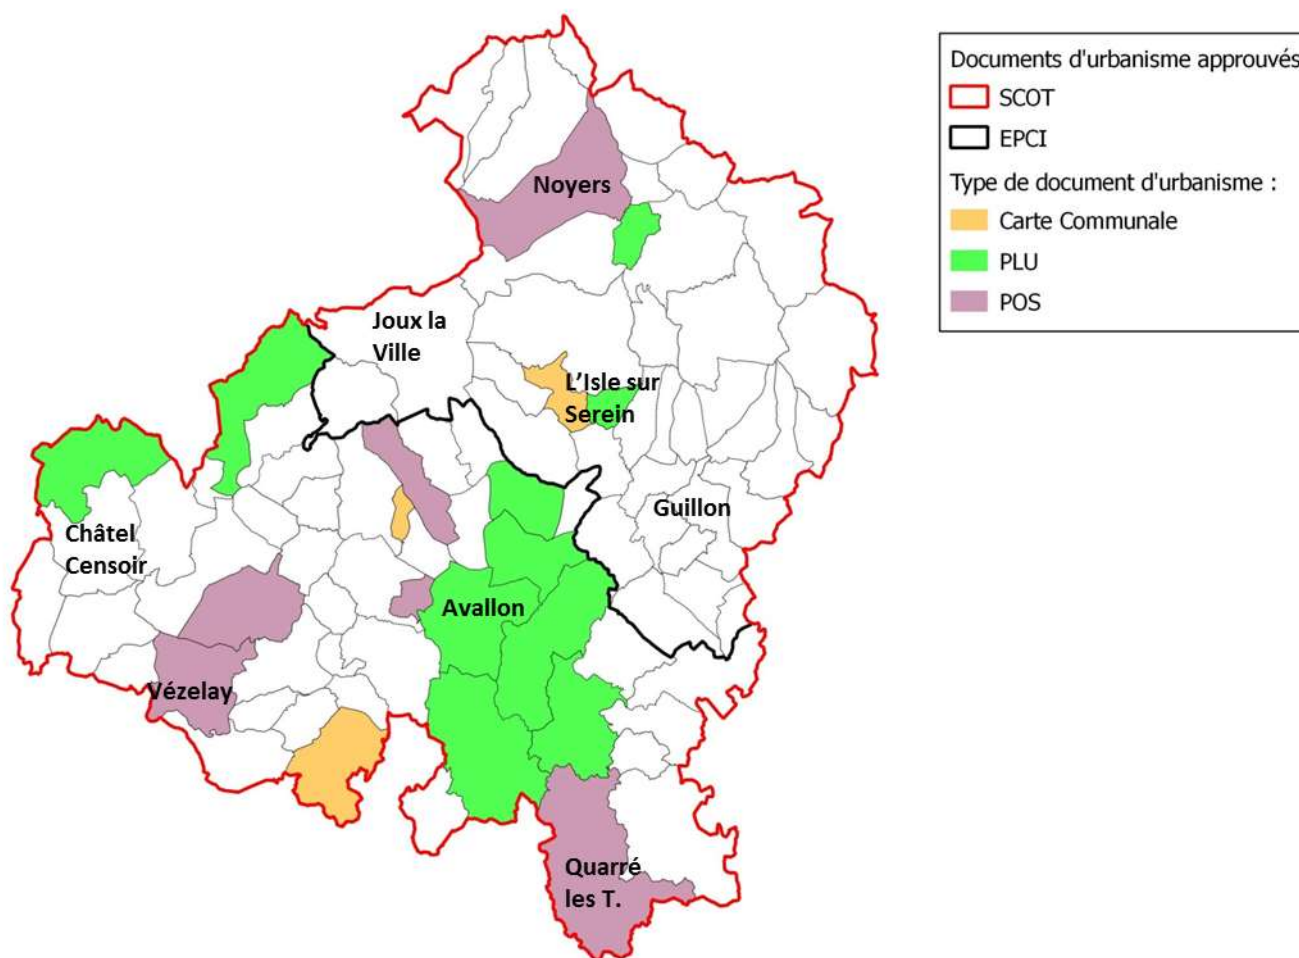 Documents d'urbanisme approuvés
SCOT
EPCI
Type de document d'urbanisme :
Carte Communale
PLU
POS
Noyers
Joux la
Ville
L'Isle sur
Serein
Guillon
Châtel
Censoir
Avallon
Vézelay
Quarré
les T.